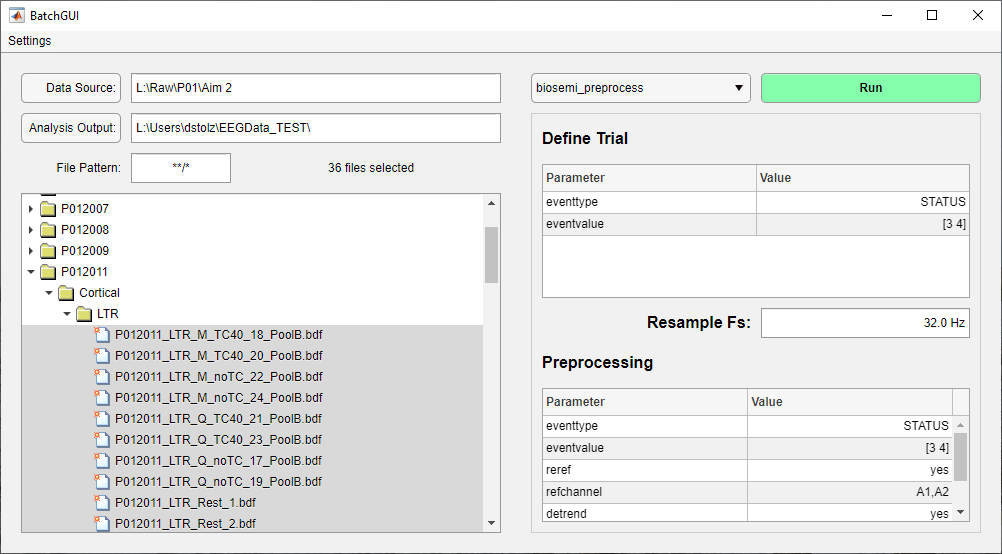 BatchGUI
Settings
Data Source: L:\Raw\P01\Aim 2
Analysis Output: L:\Users\dstolz\EEGData_TEST\
File Pattern: **/* 36 files selected
P012007
P012008
P012009
P012011
Cortical
LTR
P012011_LTR_M_TC40_18_PoolB.bdf
P012011_LTR_M_TC40_20_PoolB.bdf
P012011_LTR_M_noTC_22_PoolB.bdf
P012011_LTR_M_noTC_24_PoolB.bdf
P012011_LTR_Q_TC40_21_PoolB.bdf
P012011_LTR_Q_TC40_23_PoolB.bdf
P012011_LTR_Q_noTC_17_PoolB.bdf
P012011_LTR_Q_noTC_19_PoolB.bdf
P012011_LTR_Rest_1.bdf
P012011_LTR_Rest_2.bdf
biosemi_preprocess Run
Define Trial
Parameter Value
eventtype STATUS
eventvalue [3 4]
Resample Fs: 32.0 Hz
Preprocessing
Parameter Value
eventtype STATUS
eventvalue [3 4]
reref yes
refchannel A1,A2
detrend yes